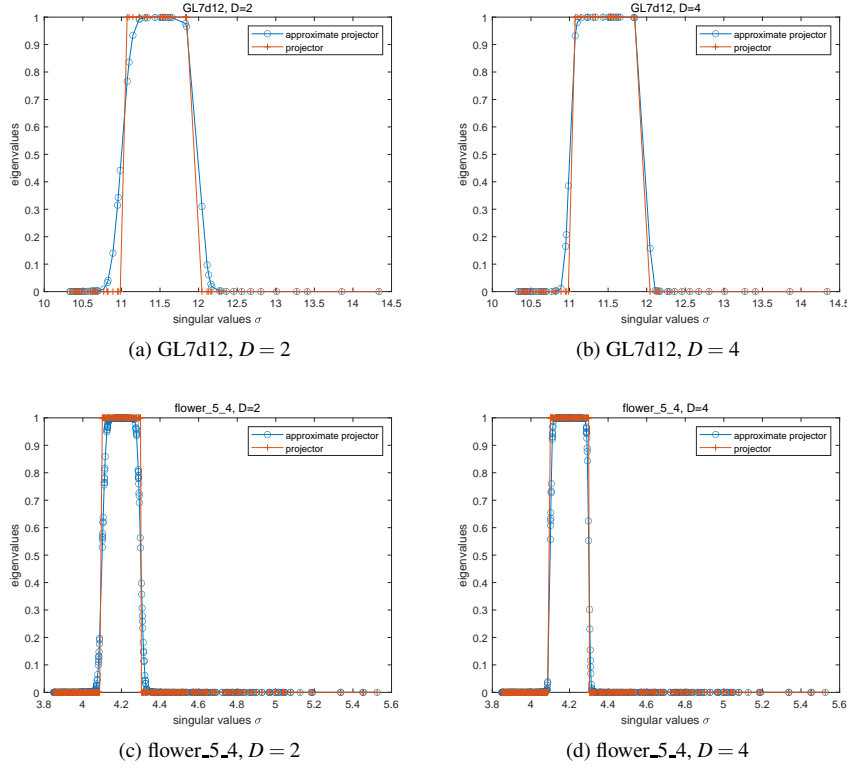 GL7d12, D=2
1
0.9
0.8
0.7
0.6
0.5
0.4
0.3
0.2
0.1
0
eigenvalues
approximate projector
projector
10 10.5 11 11.5 12 12.5 13 13.5 14 14.5
singular values σ
(a) GL7d12, D = 2
GL7d12, D=4
1
0.9
0.8
0.7
0.6
0.5
0.4
0.3
0.2
0.1
0
eigenvalues
approximate projector
projector
10 10.5 11 11.5 12 12.5 13 13.5 14 14.5
singular values σ
(b) GL7d12, D = 4
flower_5_4, D=2
1
0.9
0.8
0.7
0.6
0.5
0.4
0.3
0.2
0.1
0
eigenvalues
approximate projector
projector
3.8 4 4.2 4.4 4.6 4.8 5 5.2 5.4 5.6
singular values σ
(c) flower_5_4, D = 2
flower_5_4, D=4
1
0.9
0.8
0.7
0.6
0.5
0.4
0.3
0.2
0.1
0
eigenvalues
approximate projector
projector
3.8 4 4.2 4.4 4.6 4.8 5 5.2 5.4 5.6
singular values σ
(d) flower_5_4, D = 4